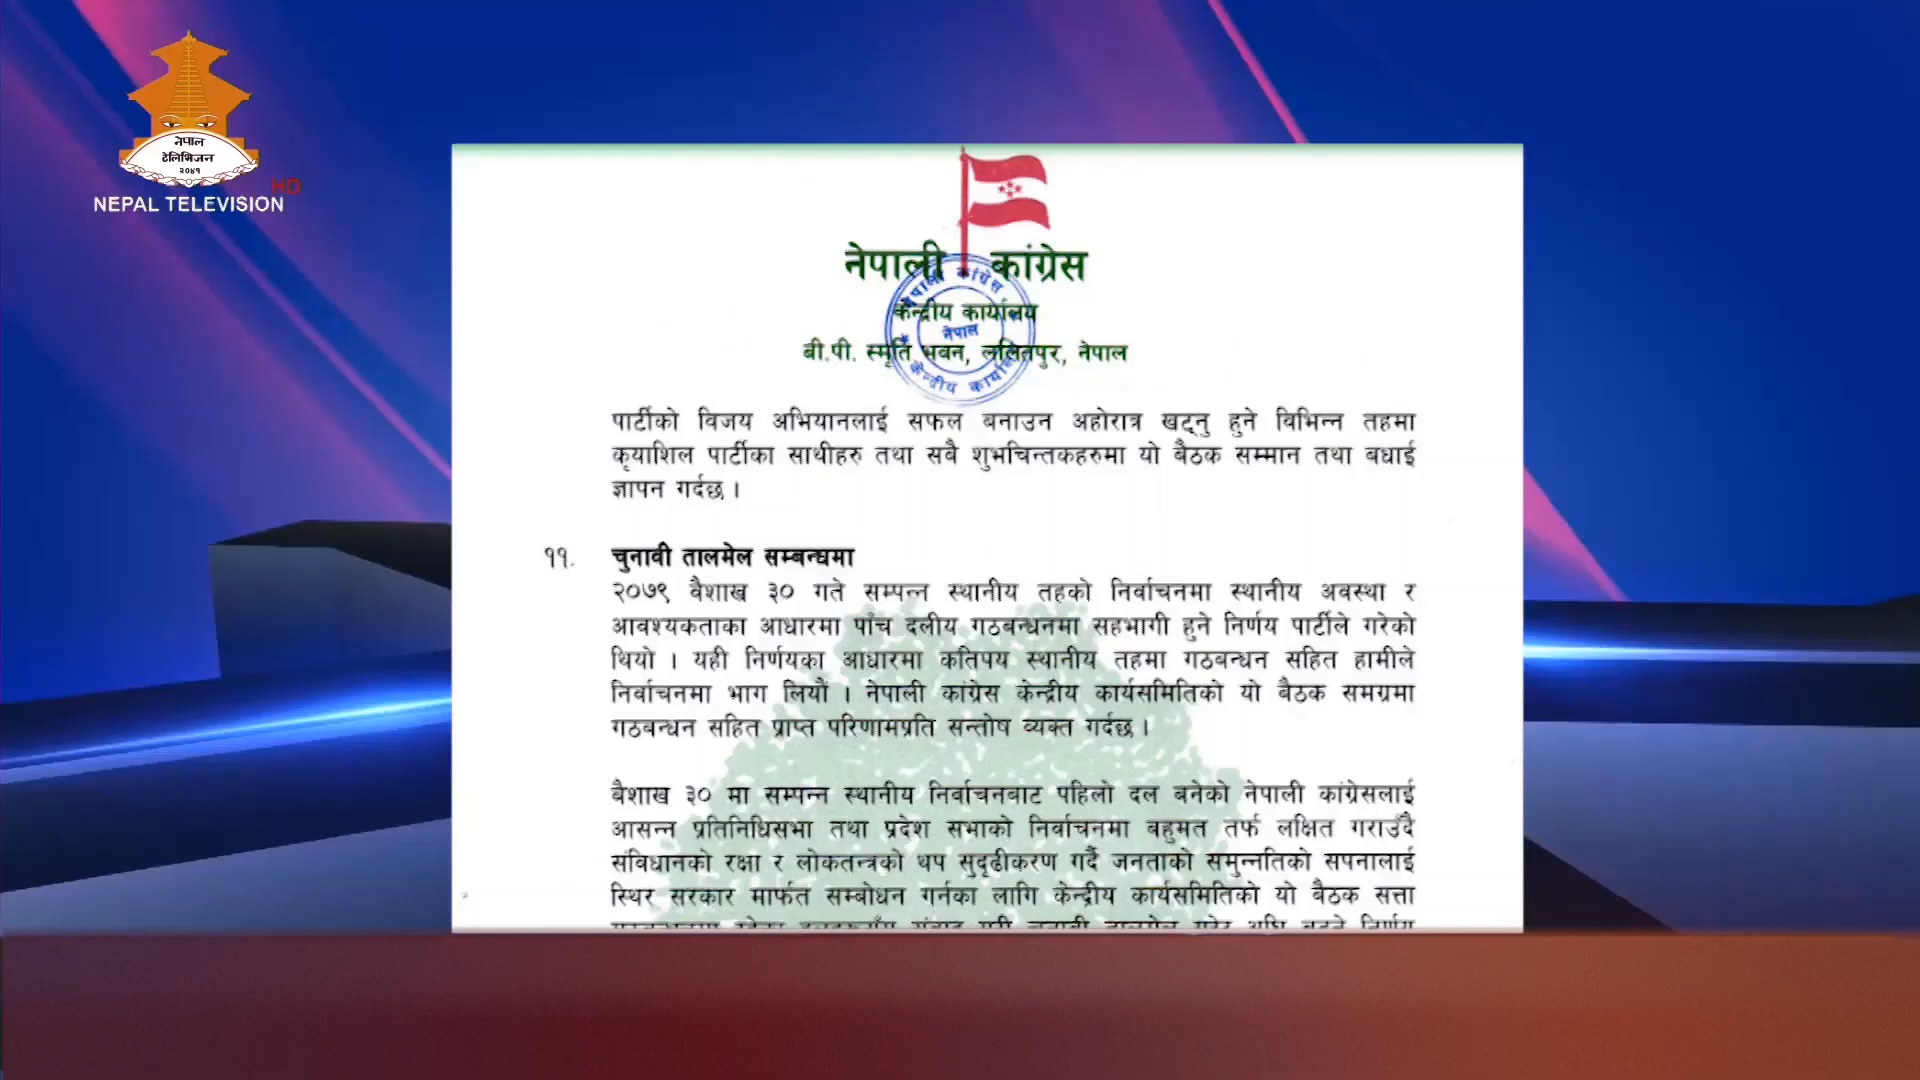 नेपाल
टेलिभिजन
२०४१
HD
NEPAL TELEVISION
नेपाली कांग्रेस
केन्द्रीय कार्यालय
बी.पी. स्मृति भवन, ललितपुर, नेपाल
नेपाली कांग्रेस
नेपाल
केन्द्रीय कार्यालय
पार्टीको विजय अभियानलाई सफल बनाउन अहोरात्र खट्नु हुने विभिन्न तहमा
कृयाशिल पार्टीका साथीहरु तथा सबै शुभचिन्तकहरुमा यो बैठक सम्मान तथा बधाई
ज्ञापन गर्दछ ।
११. चुनावी तालमेल सम्बन्धमा
२०७९ वैशाख ३० गते सम्पन्न स्थानीय तहको निर्वाचनमा स्थानीय अवस्था र
आवश्यकताका आधारमा पाँच दलीय गठबन्धनमा सहभागी हुने निर्णय पार्टीले गरेको
थियो । यही निर्णयका आधारमा कतिपय स्थानीय तहमा गठबन्धन सहित हामीले
निर्वाचनमा भाग लियौं । नेपाली कांग्रेस केन्द्रीय कार्यसमितिको यो बैठक समग्रमा
गठबन्धन सहित प्राप्त परिणामप्रति सन्तोष व्यक्त गर्दछ ।
बैशाख ३० मा सम्पन्न स्थानीय निर्वाचनबाट पहिलो दल बनेको नेपाली कांग्रेसलाई
आसन्न प्रतिनिधिसभा तथा प्रदेश सभाको निर्वाचनमा बहुमत तर्फ लक्षित गराउँदै
संविधानको रक्षा र लोकतन्त्रको थप सुदृढीकरण गर्दै जनताको समुन्नतिको सपनालाई
स्थिर सरकार मार्फत सम्बोधन गर्नका लागि केन्द्रीय कार्यसमितिको यो बैठक सत्ता